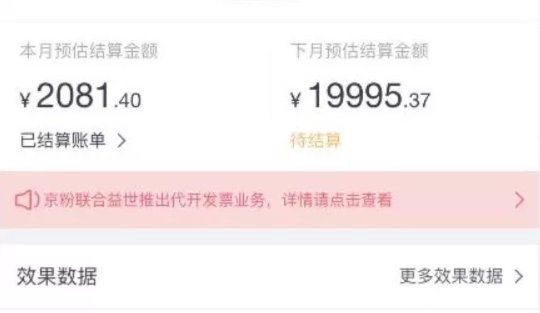 本月预估结算金额 下月预估结算金额
¥2081.40 ¥19995.37
已结算账单 > 待结算
京粉联合益世推出代开发票业务，详情请点击查看 >
效果数据 更多效果数据 >